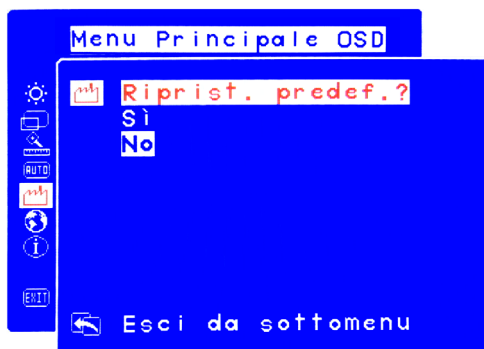 Menu Principale OSD
Riprist. predef.?
Sì
No
AUTO
i
EXIT
Esci da sottomenu